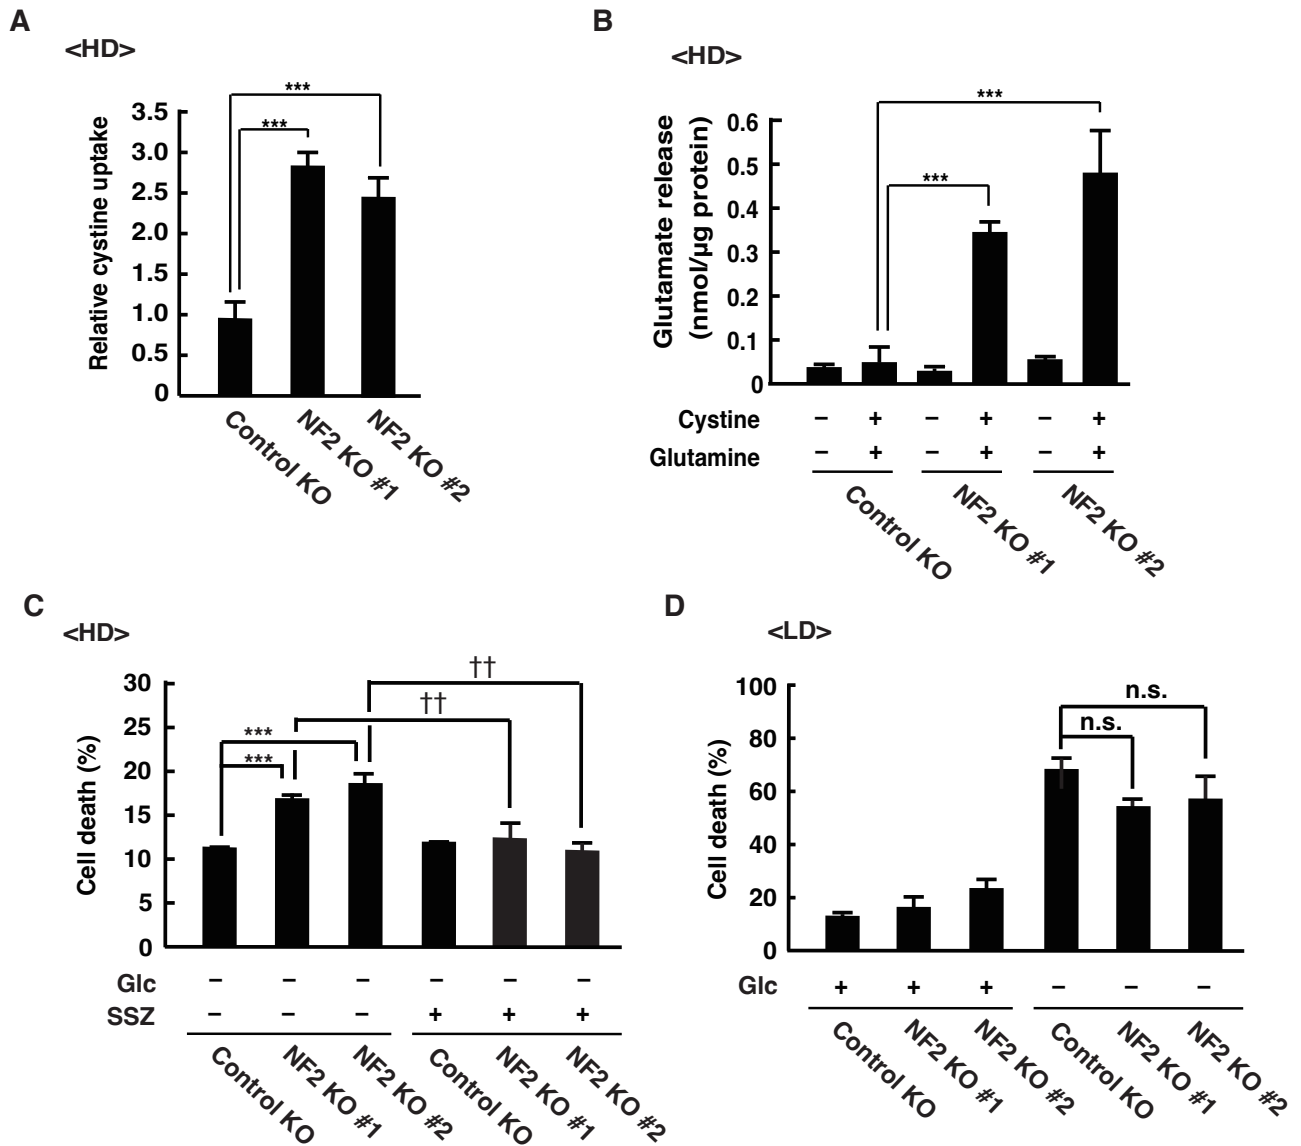 A
<HD>
***
***
Relative cystine uptake
3.5
3.0
2.5
2.0
1.5
1.0
0.5
0
Control KO
NF2 KO #1
NF2 KO #2
B
<HD>
***
***
Glutamate release
(nmol/µg protein)
0.6
0.5
0.4
0.3
0.2
0.1
0
Cystine − + − + − +
Glutamine − + − + − +
Control KO
NF2 KO #1
NF2 KO #2
C
<HD>
††
††
***
***
Cell death (%)
30
25
20
15
10
5
0
Glc − − − − − −
SSZ − − − + + +
Control KO
NF2 KO #1
NF2 KO #2
Control KO
NF2 KO #1
NF2 KO #2
D
<LD>
n.s.
n.s.
Cell death (%)
100
80
60
40
20
0
Glc + + + − − −
Control KO
NF2 KO #1
NF2 KO #2
Control KO
NF2 KO #1
NF2 KO #2